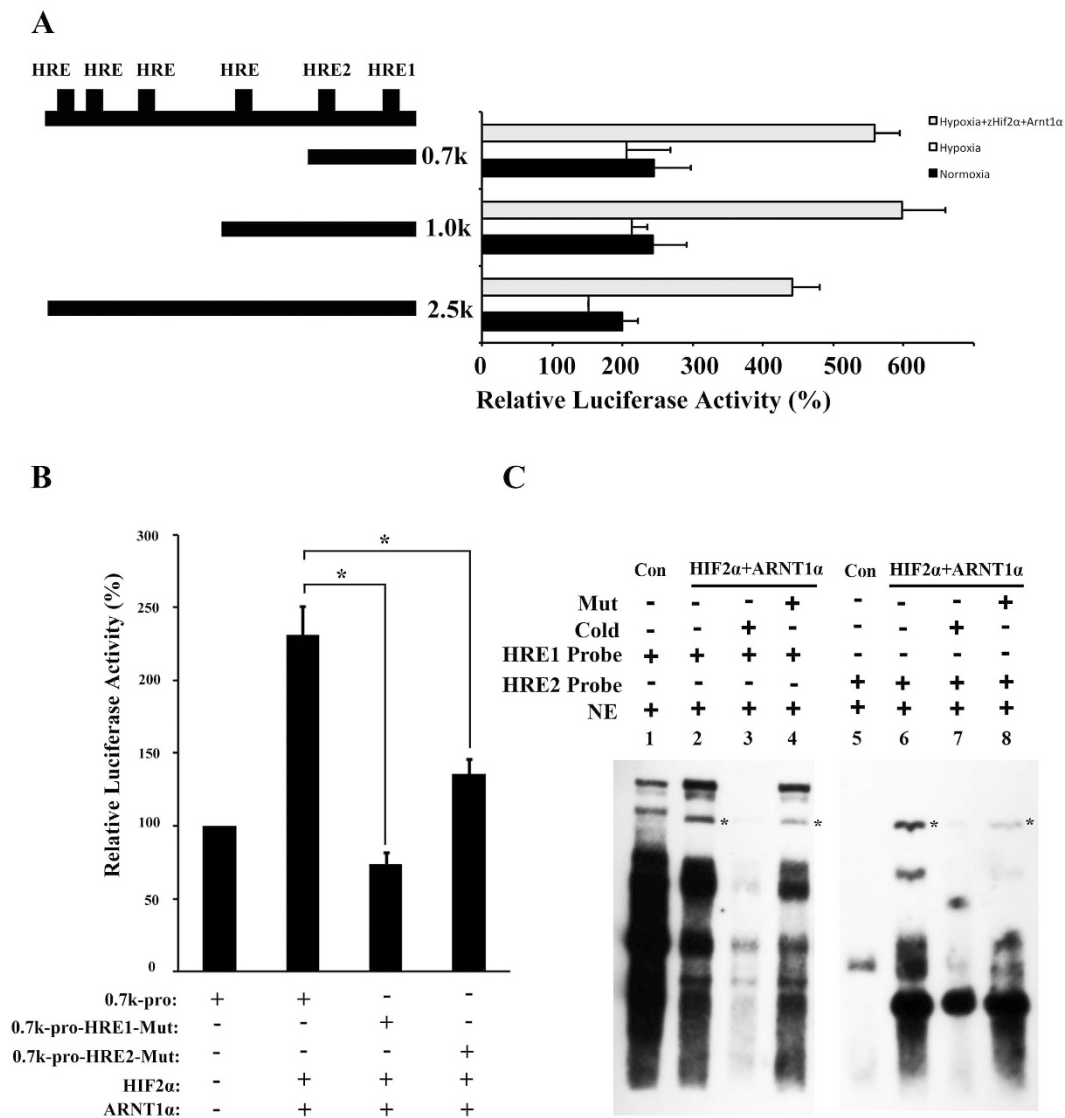 A
HRE HRE HRE HRE HRE2 HRE1
0.7k
1.0k
2.5k
Hypoxia+zHif2α+Arnt1α
Hypoxia
Normoxia
0 100 200 300 400 500 600
Relative Luciferase Activity (%)
B
Relative Luciferase Activity (%)
300
250
200
150
100
50
0
*
*
0.7k-pro: + + - -
0.7k-pro-HRE1-Mut: - - + -
0.7k-pro-HRE2-Mut: - - - +
HIF2α: - + + +
ARNT1α: - + + +
C
Con HIF2α+ARNT1α Con HIF2α+ARNT1α
Mut - - - + - - - +
Cold - - + - - - + -
HRE1 Probe + + + + - - - -
HRE2 Probe - - - - + + + +
NE + + + + + + + +
1 2 3 4 5 6 7 8
* * * *